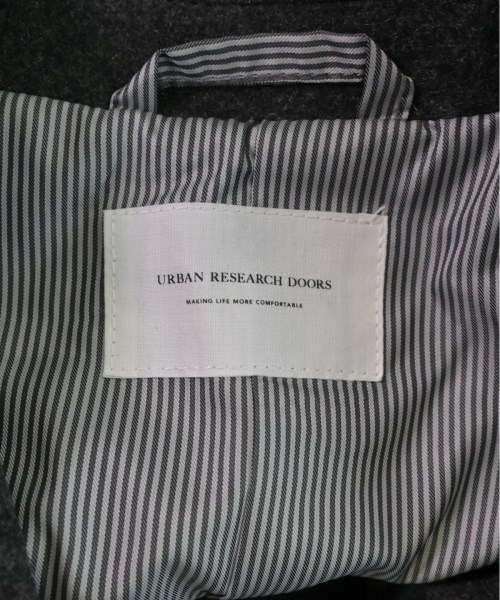 URBAN RESEARCH DOORS
MAKING LIFE MORE COMFORTABLE